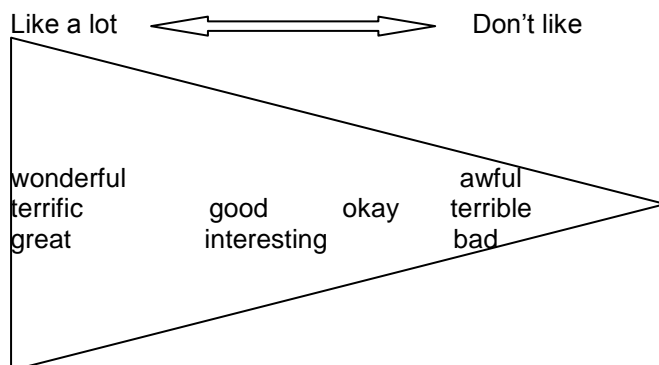 Like a lot Don’t like
wonderful awful
terrific good okay terrible
great interesting bad